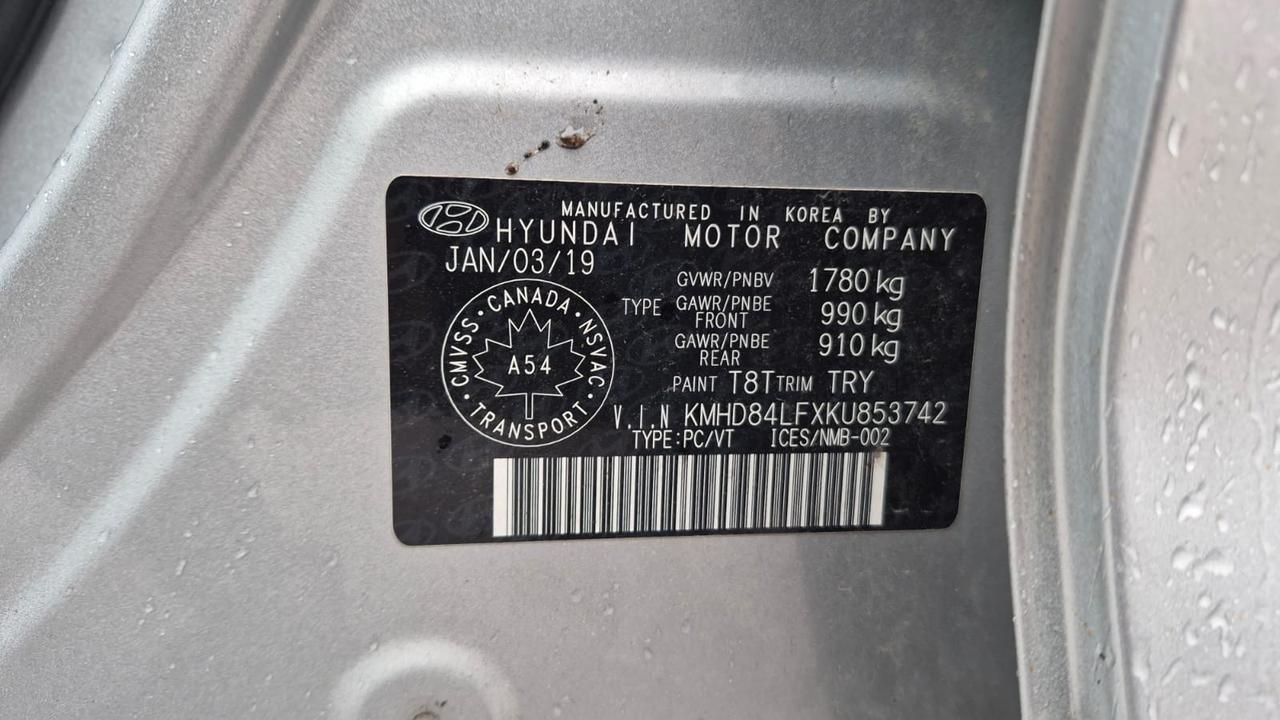 MANUFACTURED IN KOREA BY
HYUNDAI MOTOR COMPANY
JAN/03/19
GVWR/PNBV 1780 kg
TYPE GAWR/PNBE FRONT 990 kg
GAWR/PNBE REAR 910 kg
PAINT T8T TRIM TRY
CMVSS · CANADA · NSVAC · TRANSPORT ·
A54
V.I.N KMHD84LFXKU853742
TYPE:PC/VT ICES/NMB-002